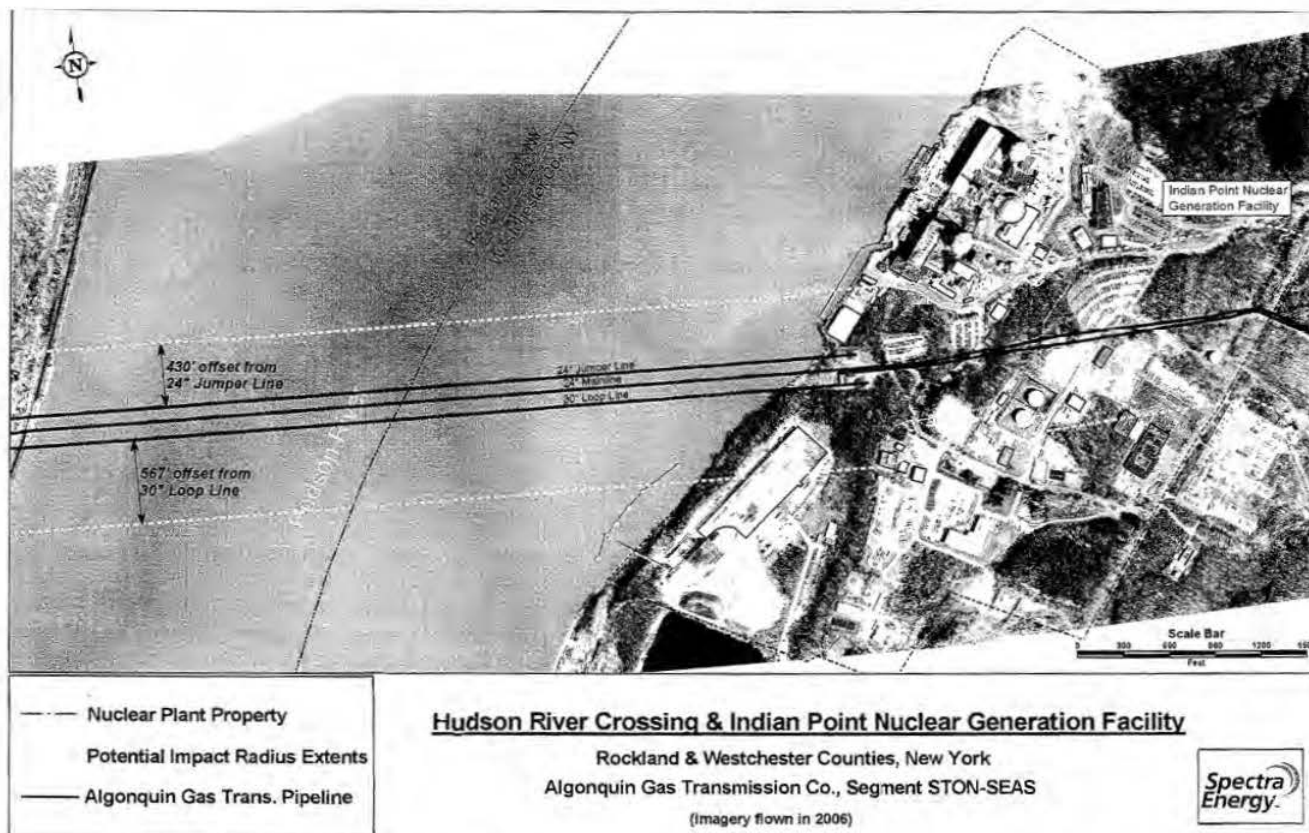 N
Indian Point Nuclear
Generation Facility
430' offset from
24" Jumper Line
24" Jumper Line
24" Mainline
30" Loop Line
567' offset from
30" Loop Line
Hudson River
Scale Bar
Feet
Nuclear Plant Property
Potential Impact Radius Extents
Algonquin Gas Trans. Pipeline
Hudson River Crossing & Indian Point Nuclear Generation Facility
Rockland & Westchester Counties, New York
Algonquin Gas Transmission Co., Segment STON-SEAS
(Imagery flown in 2006)
Spectra
Energy